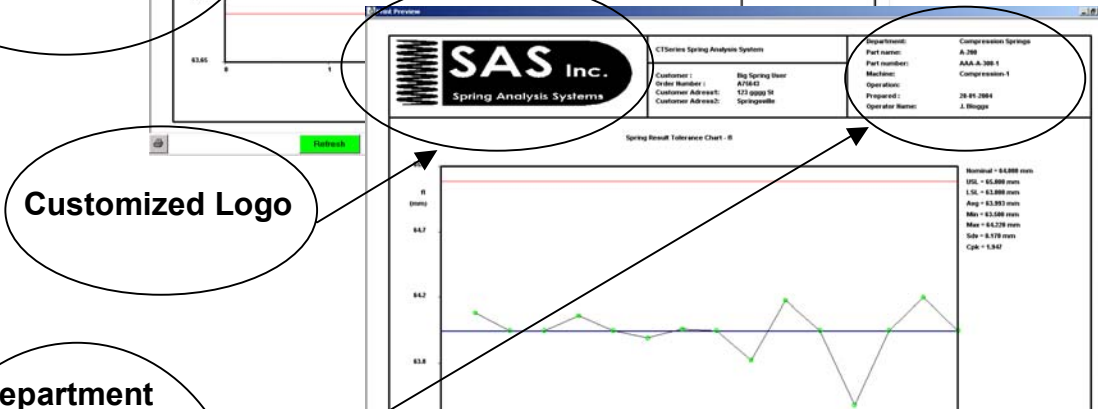 Print Preview
63.65
0
1
Refresh
SAS Inc.
Spring Analysis Systems
CTSeries Spring Analysis System
Customer : Big Spring User
Order Number : A75643
Customer Adress1: 123 gggg St
Customer Adress2: Springsville
Department: Compression Springs
Part name: A-300
Part number: AAA-A-300-1
Machine: Compression-1
Operation:
Prepared : 20-01-2004
Operator Name: J. Bloggs
Spring Result Tolerance Chart - fl
fl
(mm)
64.7
64.2
63.8
Nominal = 64.000 mm
USL = 65.000 mm
LSL = 63.000 mm
Avg = 63.993 mm
Min = 63.500 mm
Max = 64.220 mm
Sdv = 0.170 mm
Cpk = 1.947
Customized Logo
epartment